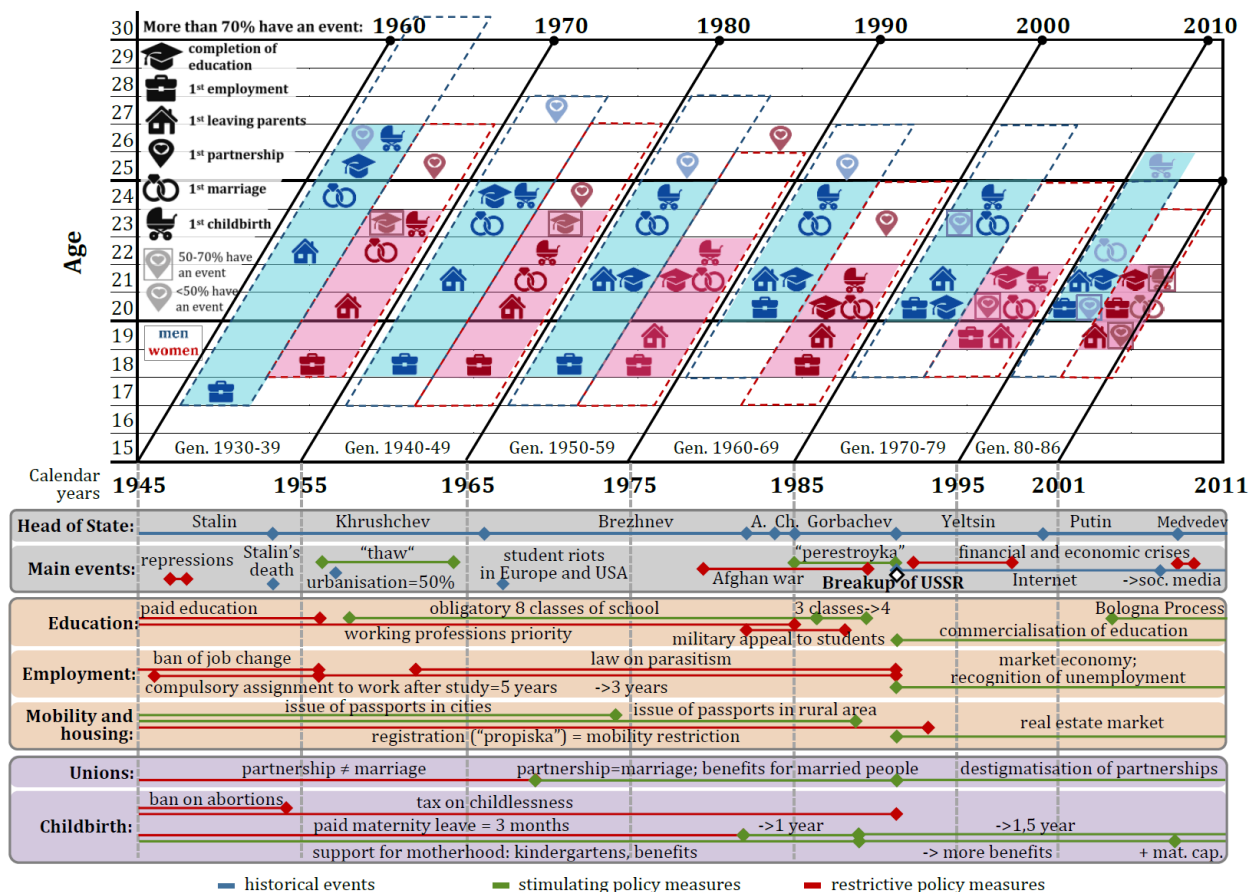 More than 70% have an event:
1960 1970 1980 1990 2000 2010
completion of
education
1st employment
1st leaving parents
1st partnership
1st marriage
1st childbirth
50-70% have
an event
<50% have
an event
men
women
Age
30
29
28
27
26
25
24
23
22
21
20
19
18
17
16
15
Gen. 1930-39 Gen. 1940-49 Gen. 1950-59 Gen. 1960-69 Gen. 1970-79 Gen. 80-86
Calendar
years
1945 1955 1965 1975 1985 1995 2001 2011
Head of State: Stalin Khrushchev Brezhnev A. Ch. Gorbachev Yeltsin Putin Medvedev
Main events:
repressions
Stalin's
death
"thaw"
urbanisation=50%
student riots
in Europe and USA
Afghan war
"perestroyka"
Breakup of USSR
financial and economic crises
Internet ->soc. media
Education:
paid education obligatory 8 classes of school 3 classes->4 Bologna Process
working professions priority military appeal to students commercialisation of education
Employment:
ban of job change law on parasitism
market economy;
recognition of unemployment
compulsory assignment to work after study=5 years ->3 years
Mobility and
housing:
issue of passports in cities issue of passports in rural area
real estate market
registration ("propiska") = mobility restriction
Unions: partnership ≠ marriage partnership=marriage; benefits for married people destigmatisation of partnerships
Childbirth:
ban on abortions tax on childlessness
paid maternity leave = 3 months ->1 year ->1,5 year
support for motherhood: kindergartens, benefits -> more benefits + mat. cap.
historical events stimulating policy measures restrictive policy measures